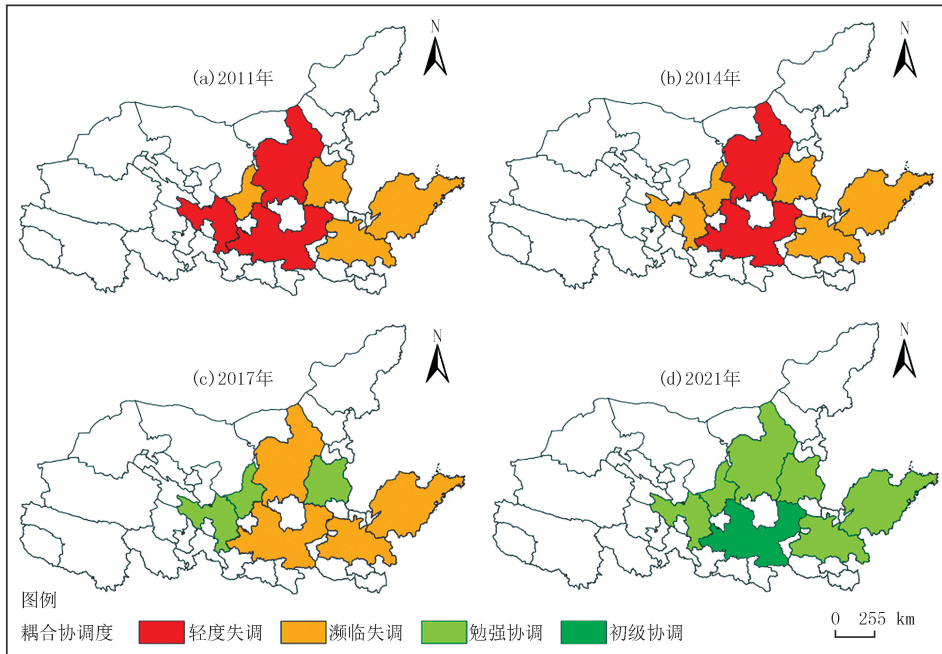 N
N
(a)2011年
(b)2014年
N
N
(c)2017年
(d)2021年
图例
耦合协调度 轻度失调 濒临失调 勉强协调 初级协调
0 255 km